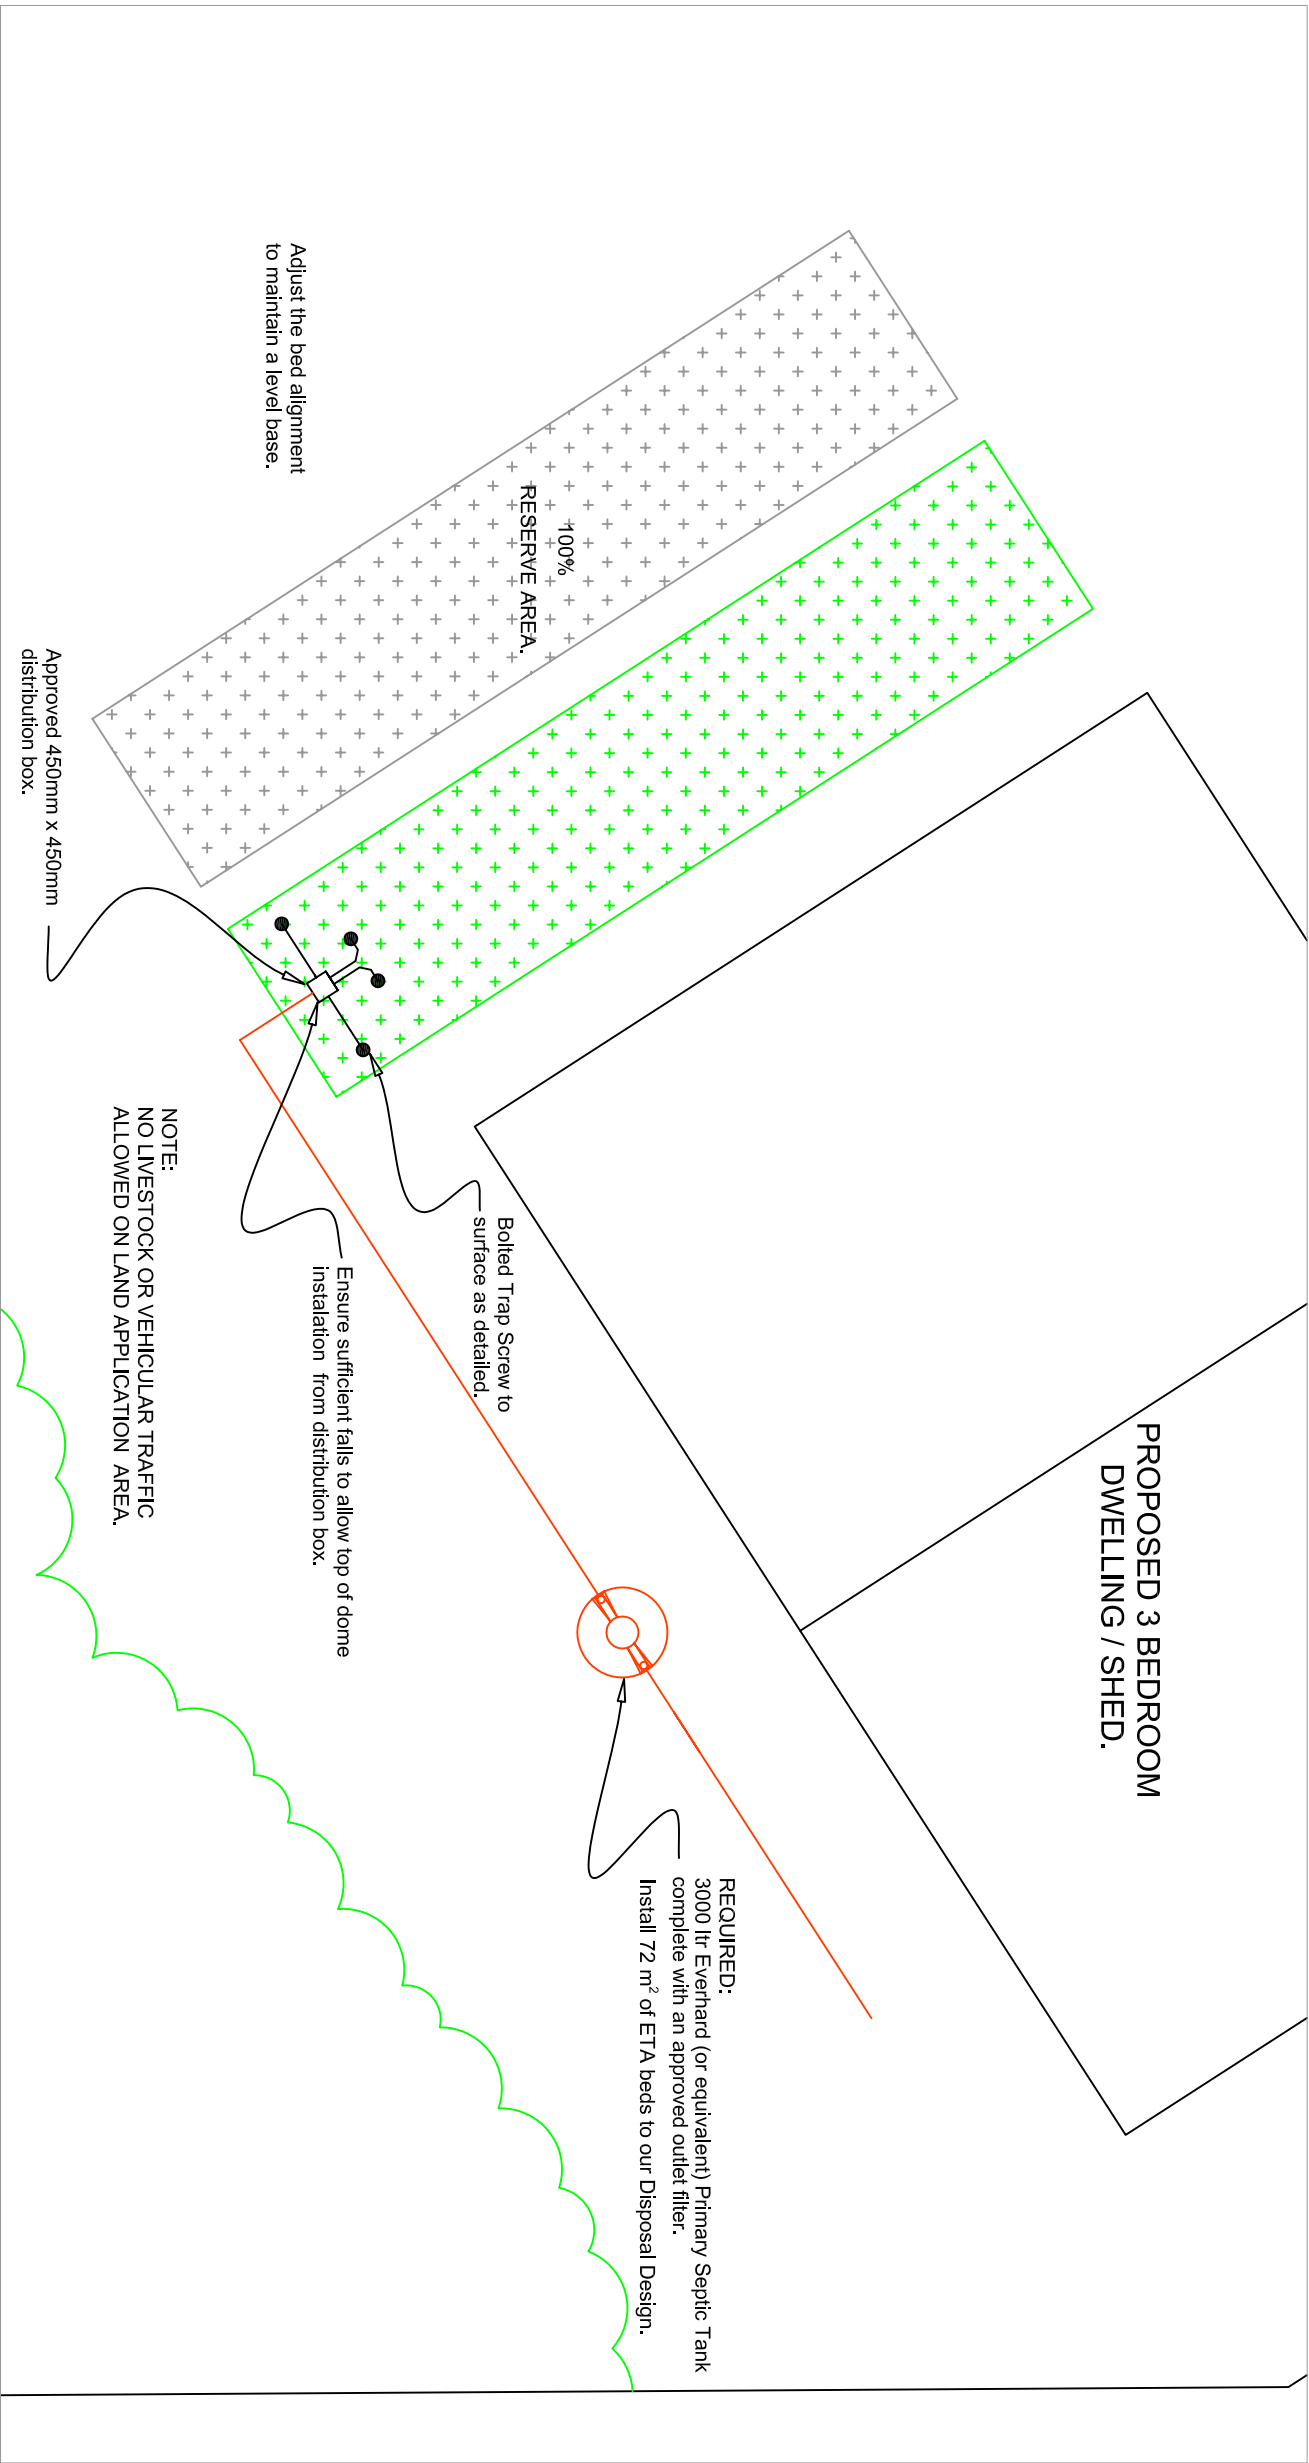 Adjust the bed alignment
to maintain a level base.
100%
RESERVE AREA.
Approved 450mm x 450mm
distribution box.
NOTE:
NO LIVESTOCK OR VEHICULAR TRAFFIC
ALLOWED ON LAND APPLICATION AREA.
Bolted Trap Screw to
surface as detailed.
Ensure sufficient falls to allow top of dome
instalation from distribution box.
PROPOSED 3 BEDROOM
DWELLING / SHED.
REQUIRED:
3000 ltr Everhard (or equivalent) Primary Septic Tank
complete with an approved outlet filter.
Install 72 m² of ETA beds to our Disposal Design.